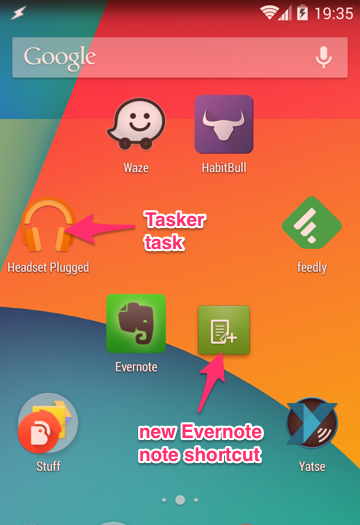 19:35
Google
Waze
HabitBull
Tasker
task
Headset Plugged
feedly
Evernote
new Evernote
note shortcut
Stuff
Yatse